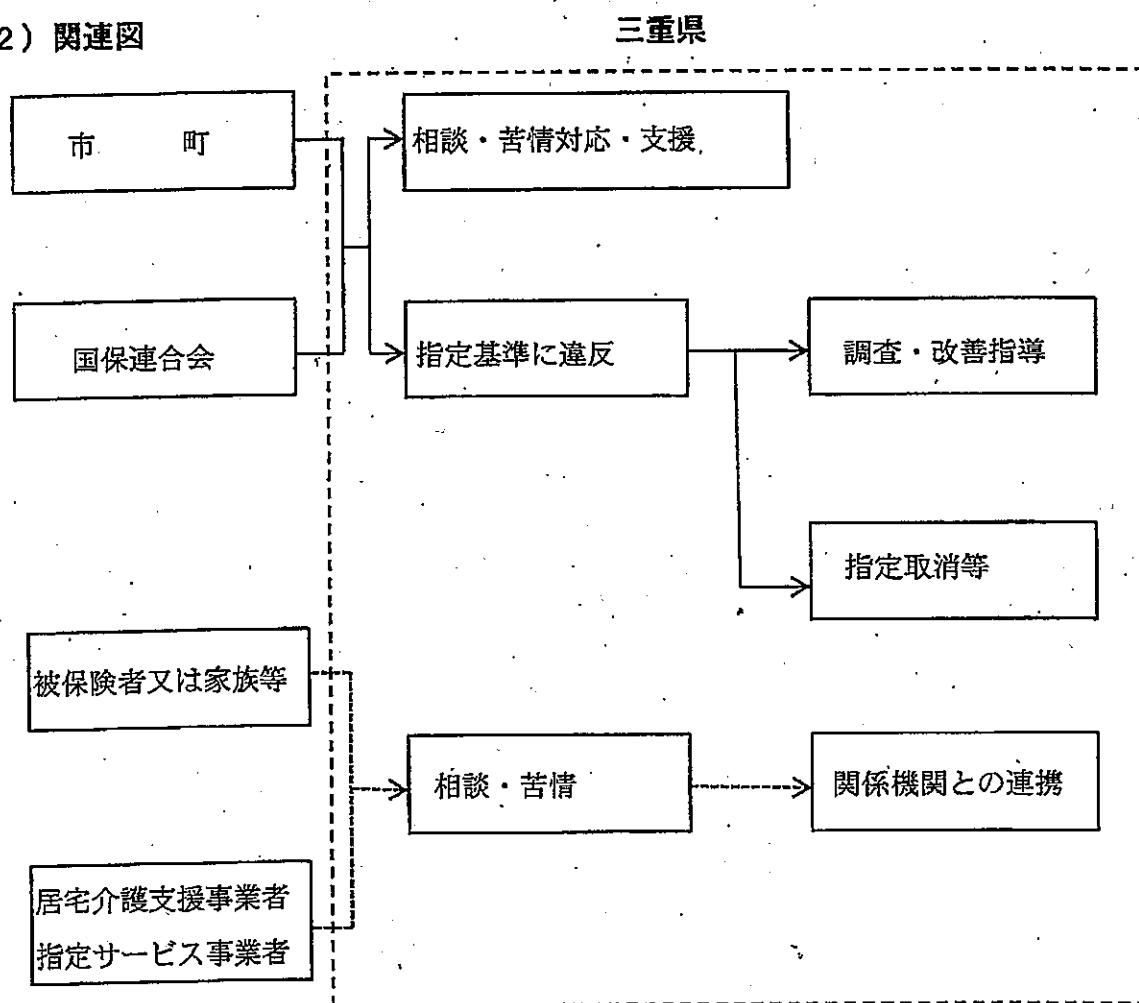 2）関連図
三重県
市 町
相談・苦情対応・支援
国保連合会
指定基準に違反
調査・改善指導
指定取消等
被保険者又は家族等
相談・苦情
関係機関との連携
居宅介護支援事業者
指定サービス事業者